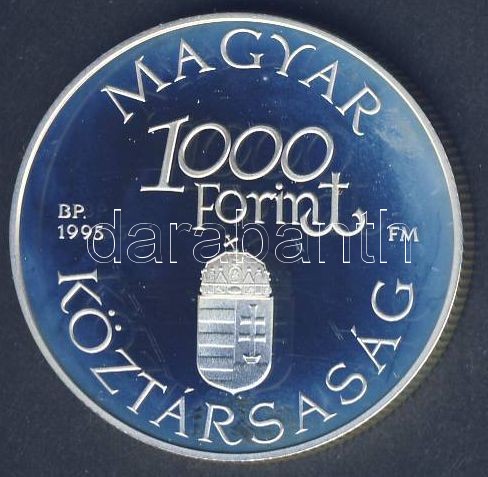 MAGYAR
1000
Forint
BP.
1995
FM
darabanth
KÖZTÁRSASÁG